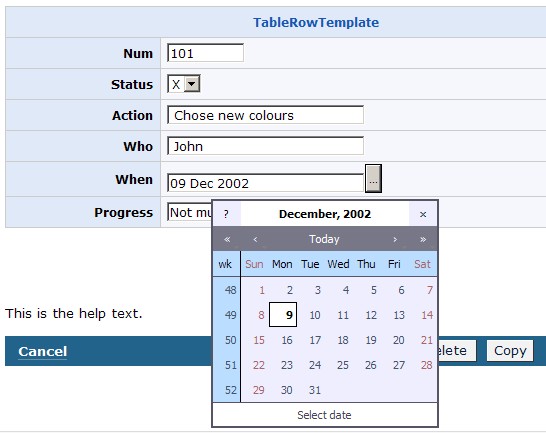 TableRowTemplate
Num 101
Status X
Action Chose new colours
Who John
When 09 Dec 2002 ...
Progress Not mu
? December, 2002 ×
« ‹ Today › »
wk Sun Mon Tue Wed Thu Fri Sat
48 1 2 3 4 5 6 7
49 8 9 10 11 12 13 14
50 15 16 17 18 19 20 21
51 22 23 24 25 26 27 28
52 29 30 31
Select date
This is the help text.
Cancel elete Copy